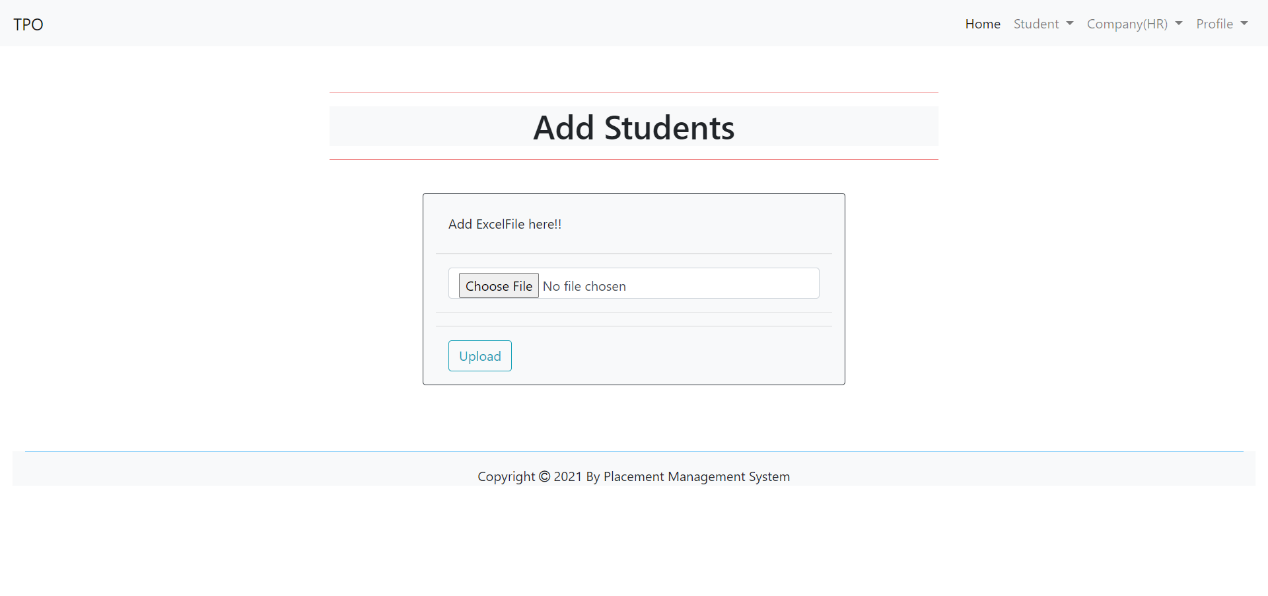 TPO Home Student Company(HR) Profile
Add Students
Add ExcelFile here!!
Choose File No file chosen
Upload
Copyright © 2021 By Placement Management System